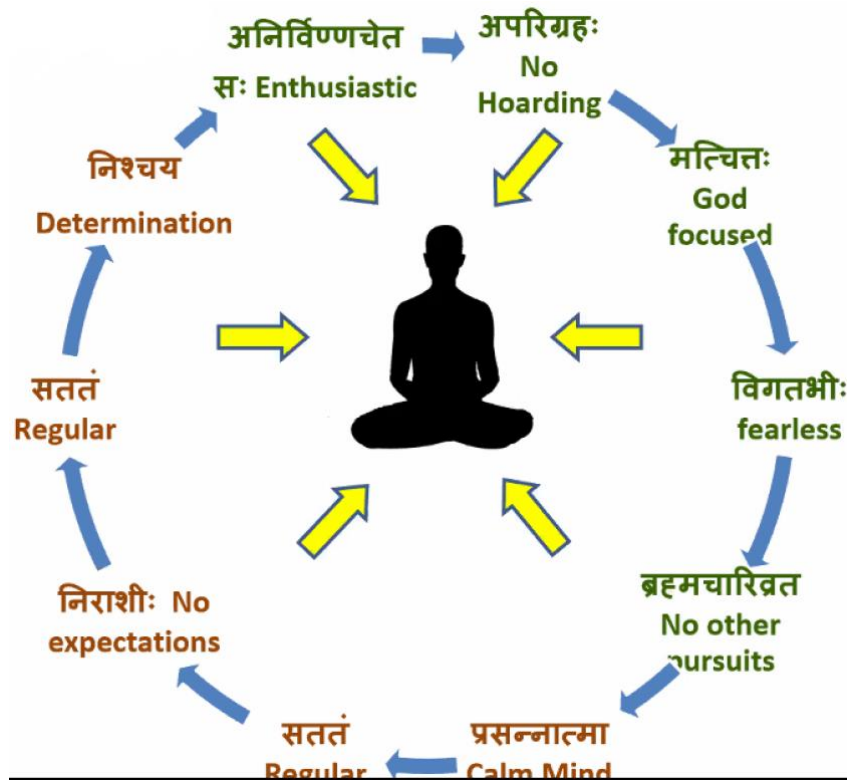 अनिर्विण्णचेत
सः Enthusiastic
अपरिग्रहः
No
Hoarding
मत्चित्तः
God
focused
विगतभीः
fearless
ब्रह्मचारिव्रत
No other
pursuits
प्रसन्नात्मा
Calm Mind
सततं
Regular
निराशीः No
expectations
सततं
Regular
निश्चय
Determination